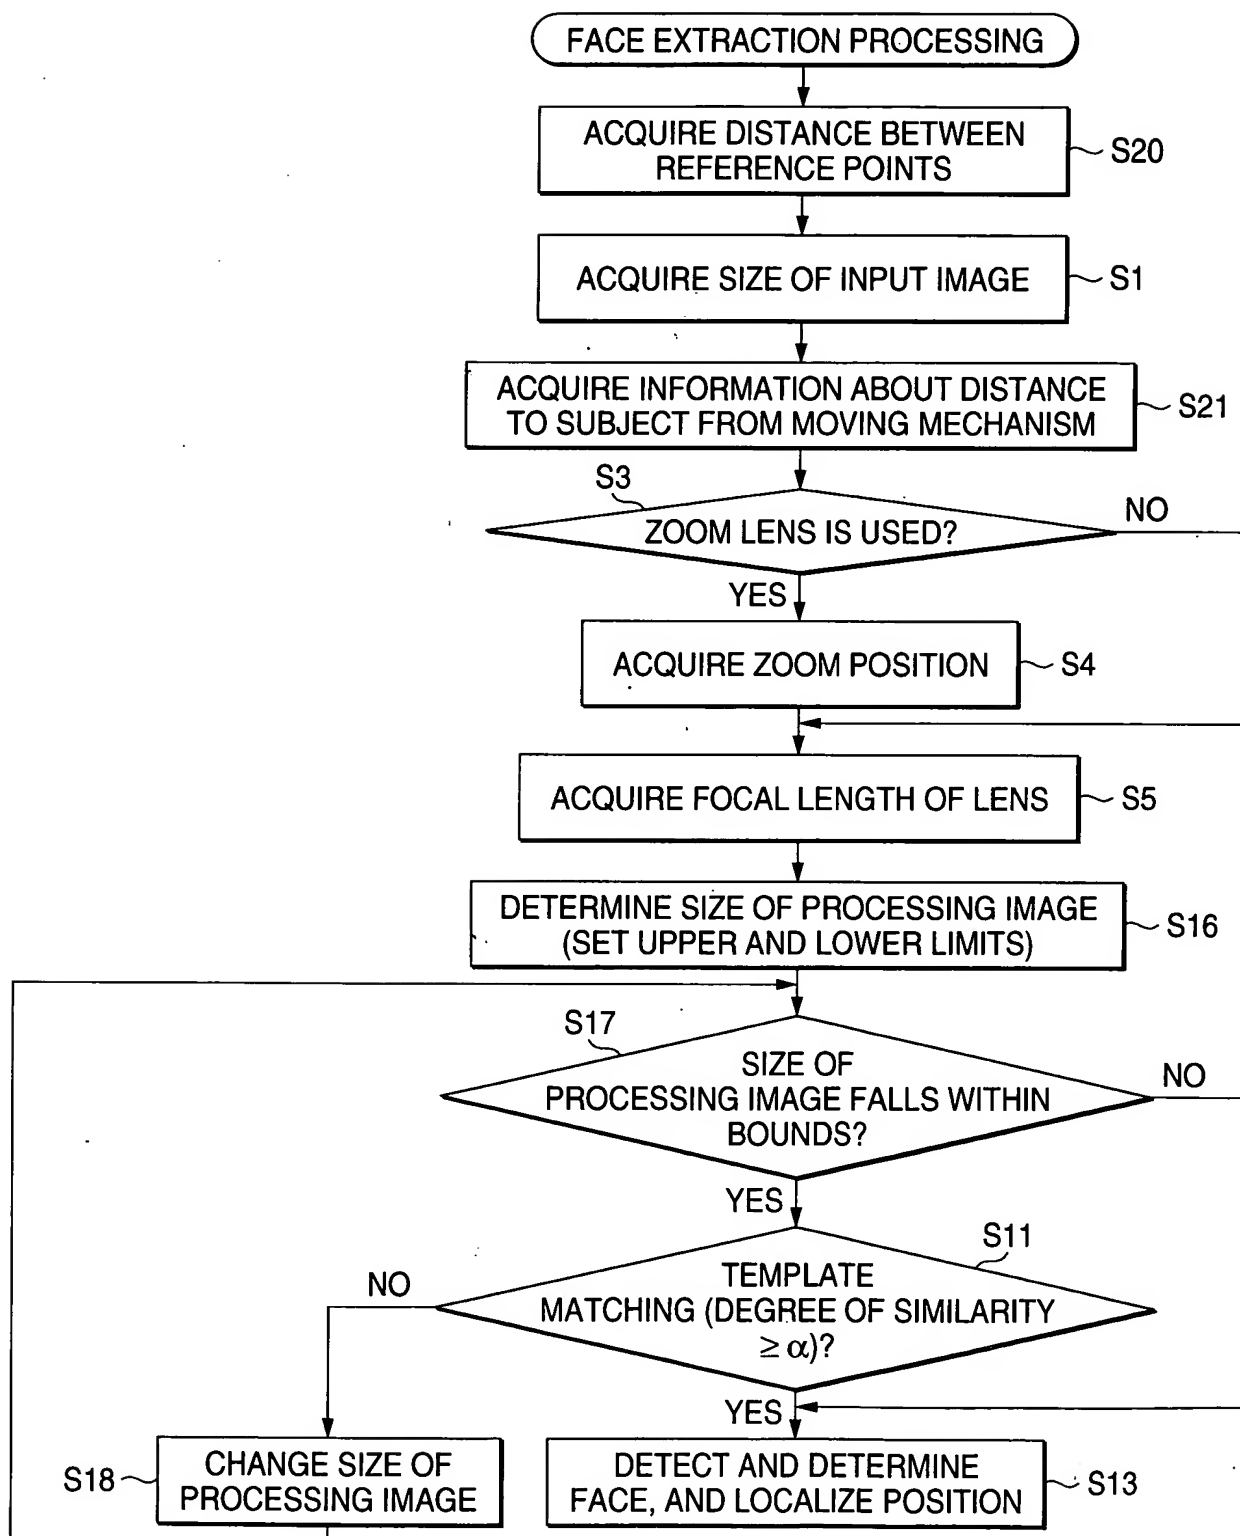 FACE EXTRACTION PROCESSING
ACQUIRE DISTANCE BETWEEN
REFERENCE POINTS
S20
ACQUIRE SIZE OF INPUT IMAGE
S1
ACQUIRE INFORMATION ABOUT DISTANCE
TO SUBJECT FROM MOVING MECHANISM
S21
S3
ZOOM LENS IS USED?
NO
YES
ACQUIRE ZOOM POSITION
S4
ACQUIRE FOCAL LENGTH OF LENS
S5
DETERMINE SIZE OF PROCESSING IMAGE
(SET UPPER AND LOWER LIMITS)
S16
S17
SIZE OF
PROCESSING IMAGE FALLS WITHIN
BOUNDS?
NO
YES
S11
TEMPLATE
MATCHING (DEGREE OF SIMILARITY
≥ α)?
NO
YES
S18
CHANGE SIZE OF
PROCESSING IMAGE
DETECT AND DETERMINE
FACE, AND LOCALIZE POSITION
S13